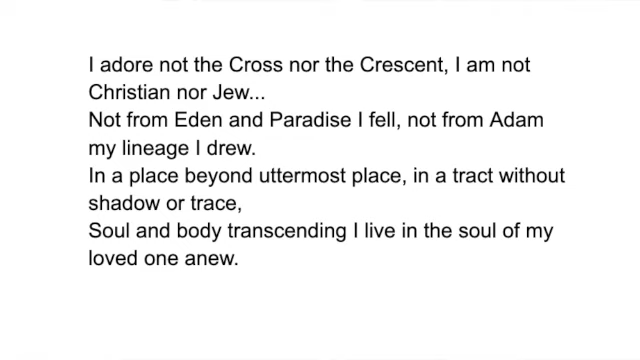 I adore not the Cross nor the Crescent, I am not
Christian nor Jew...
Not from Eden and Paradise I fell, not from Adam
my lineage I drew.
In a place beyond uttermost place, in a tract without
shadow or trace,
Soul and body transcending I live in the soul of my
loved one anew.